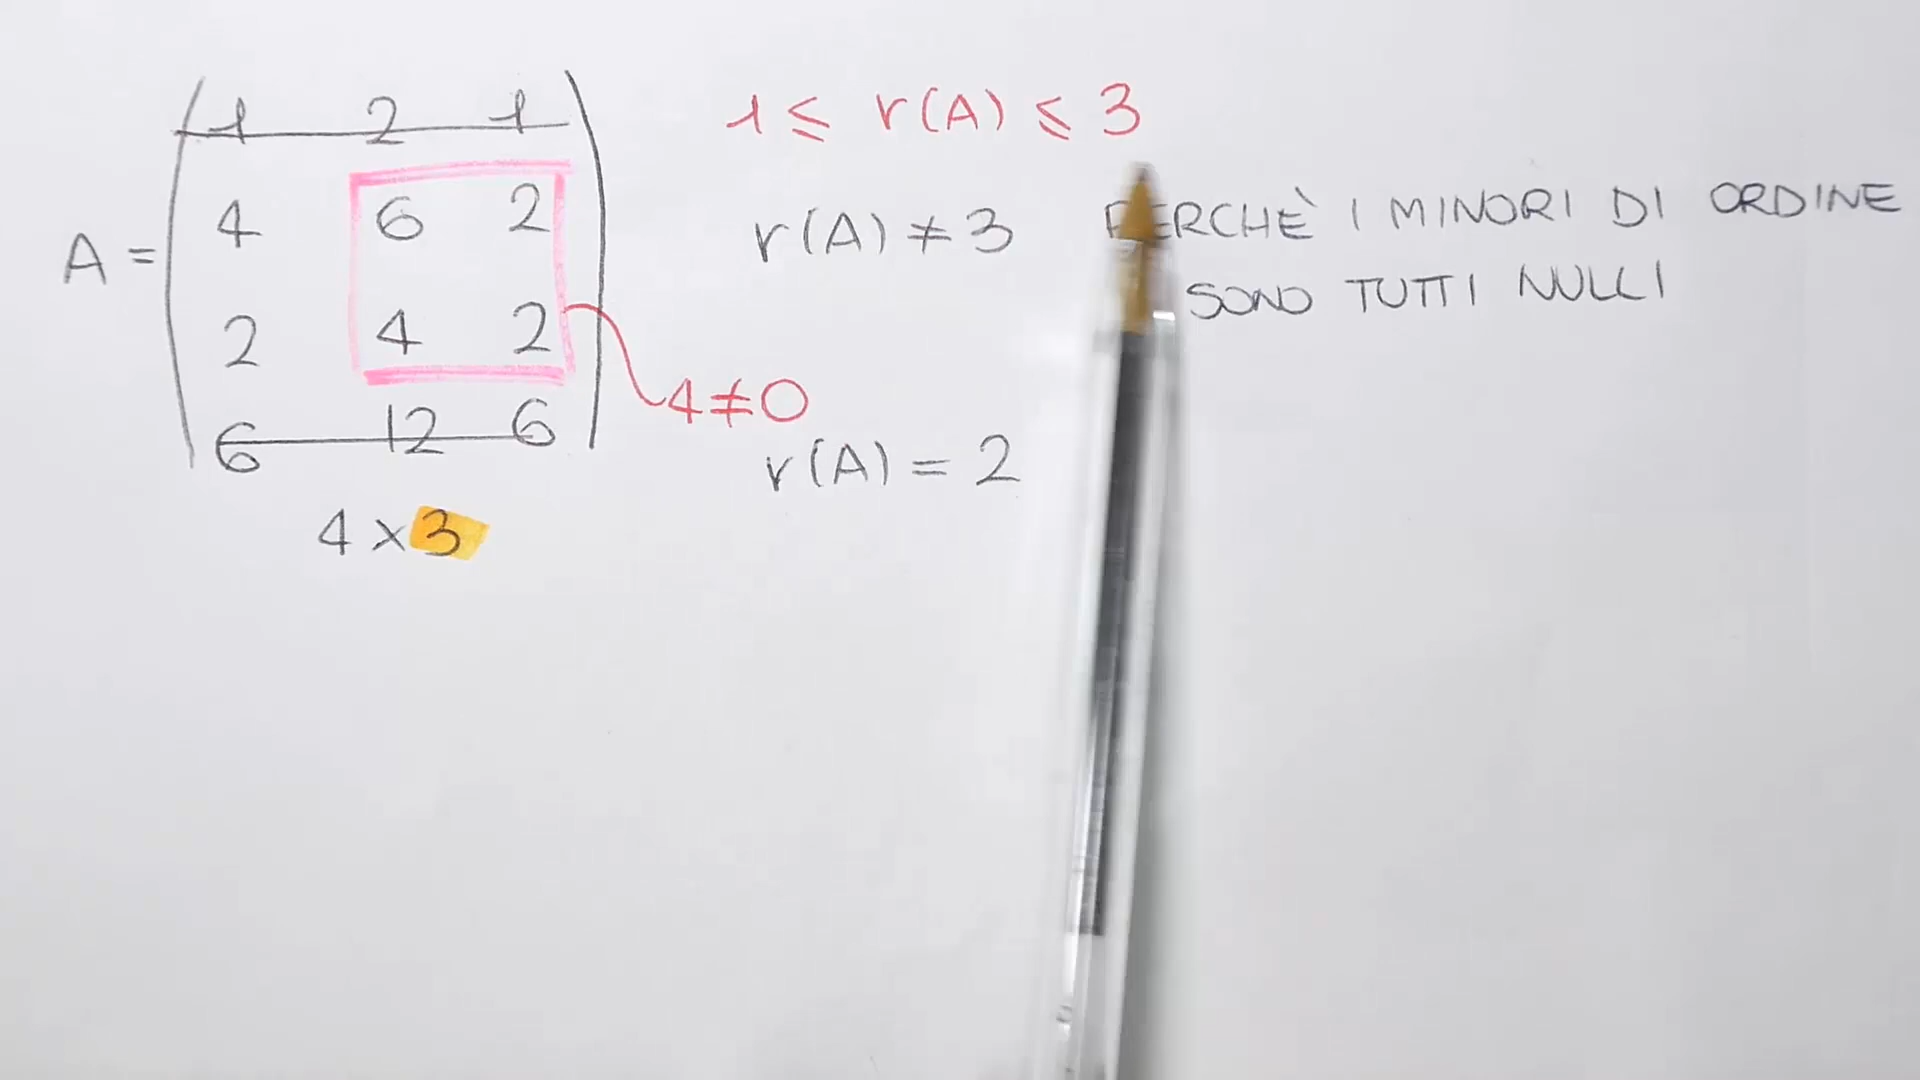 A =
1 2 1
4 6 2
2 4 2
6 12 6
4 x 3
1 ≤ r(A) ≤ 3
r(A) ≠ 3 PERCHÈ I MINORI DI ORDINE
SONO TUTTI NULLI
4≠0
r(A) = 2